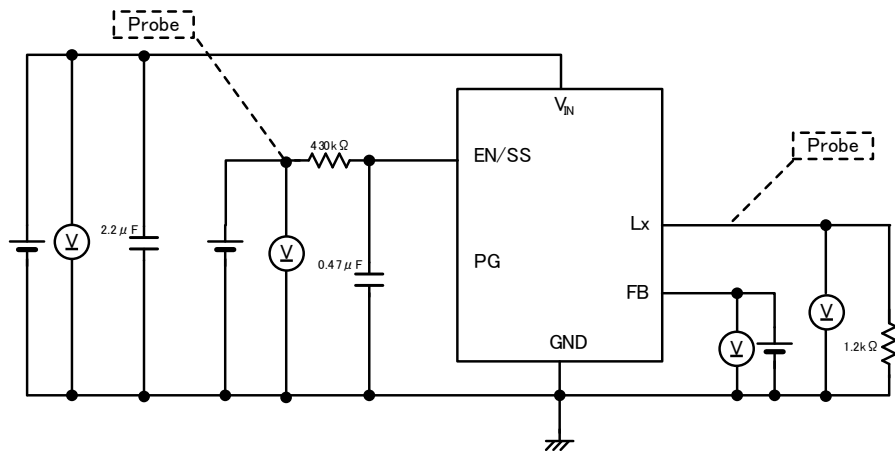 Probe
V_IN
430kΩ
EN/SS
Probe
Lx
2.2μF
V
V
0.47μF
PG
FB
V
V
1.2kΩ
GND